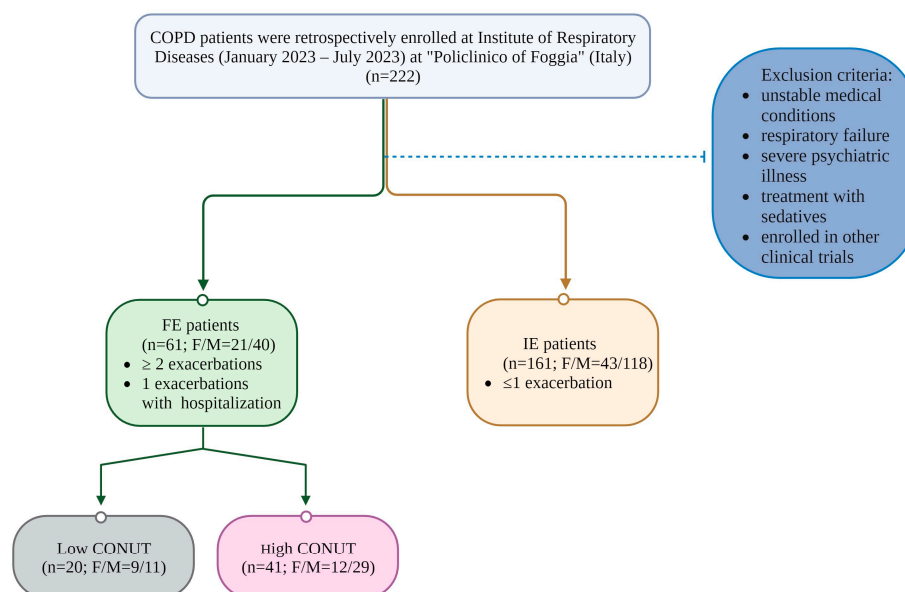 COPD patients were retrospectively enrolled at Institute of Respiratory
Diseases (January 2023 – July 2023) at "Policlinico of Foggia" (Italy)
(n=222)
Exclusion criteria:
• unstable medical
conditions
• respiratory failure
• severe psychiatric
illness
• treatment with
sedatives
• enrolled in other
clinical trials
FE patients
(n=61; F/M=21/40)
• ≥ 2 exacerbations
• 1 exacerbations
with hospitalization
IE patients
(n=161; F/M=43/118)
• ≤1 exacerbation
Low CONUT
(n=20; F/M=9/11)
High CONUT
(n=41; F/M=12/29)